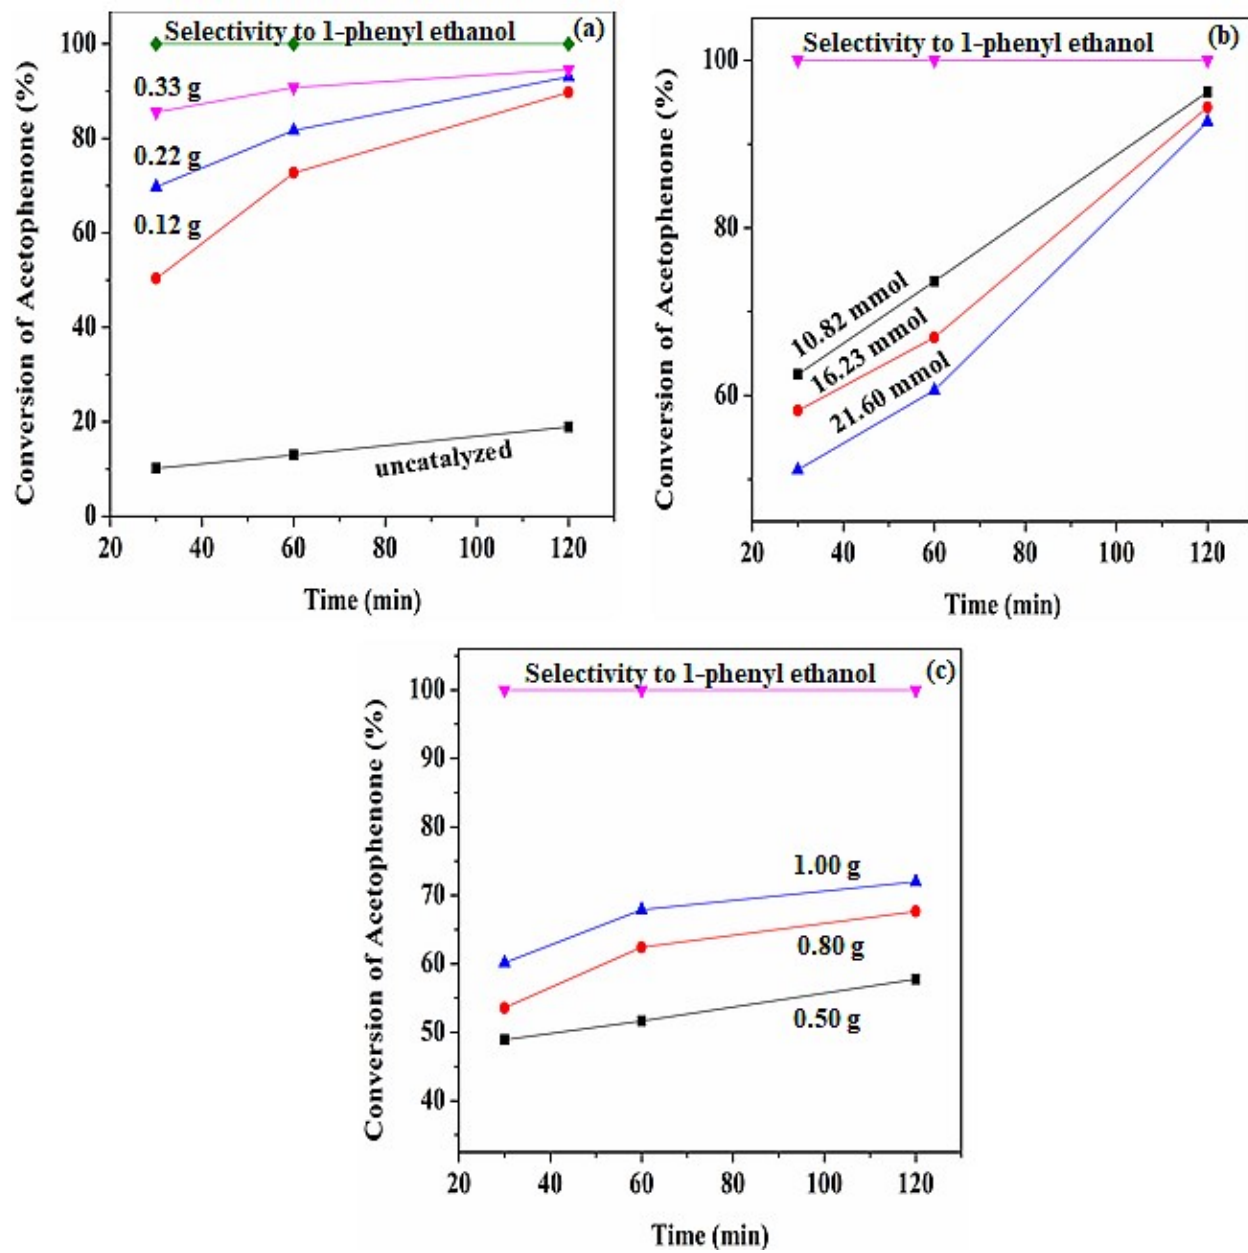 Selectivity to 1-phenyl ethanol (a)
100
0.33 g
80
0.22 g
0.12 g
60
40
20
uncatalyzed
0
20 40 60 80 100 120
Time (min)
Conversion of Acetophenone (%)
Selectivity to 1-phenyl ethanol (b)
100
80
10.82 mmol
16.23 mmol
21.60 mmol
60
20 40 60 80 100 120
Time (min)
Conversion of Acetophenone (%)
Selectivity to 1-phenyl ethanol (c)
100
90
80
1.00 g
70
0.80 g
60
0.50 g
50
40
20 40 60 80 100 120
Time (min)
Conversion of Acetophenone (%)